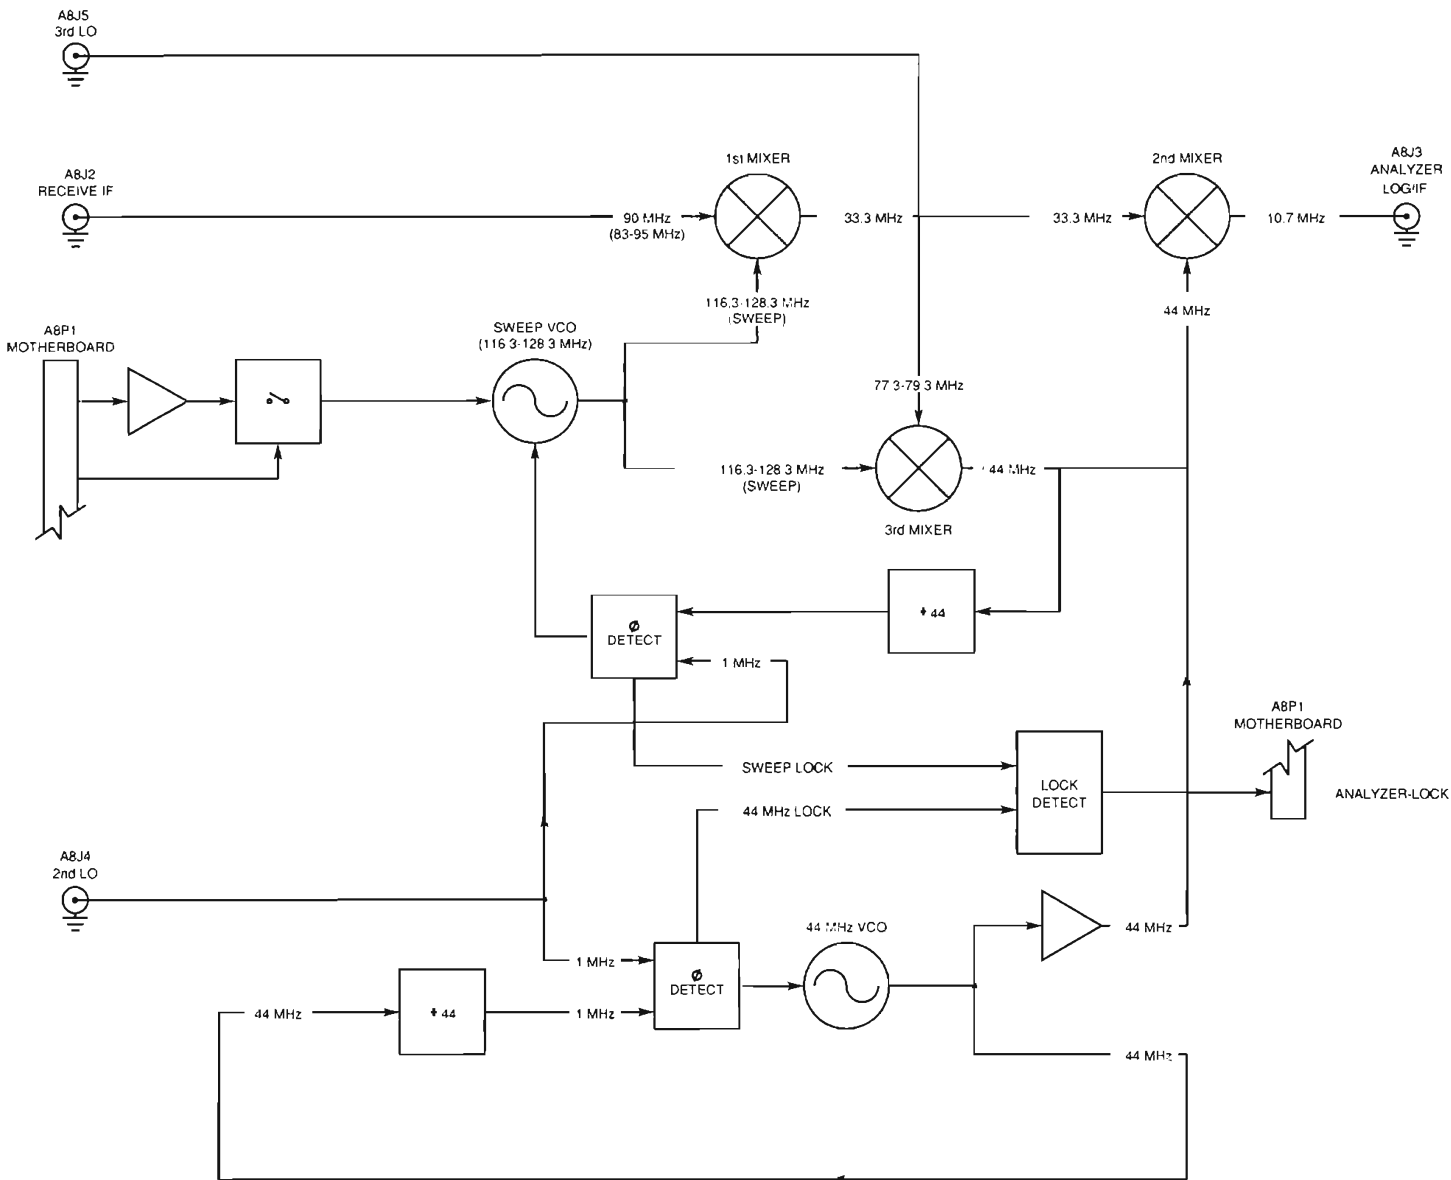 A8J5
3rd LO
A8J2
RECEIVE IF
90 MHz
(83-95 MHz)
1st MIXER
33.3 MHz
33.3 MHz
2nd MIXER
10.7 MHz
A8J3
ANALYZER
LOG/IF
116.3-128.3 MHz
(SWEEP)
44 MHz
A8P1
MOTHERBOARD
SWEEP VCO
(116 3-128 3 MHz)
77 3-79 3 MHz
116.3-128 3 MHz
(SWEEP)
44 MHz
3rd MIXER
Ø
DETECT
÷ 44
1 MHz
A8P1
MOTHERBOARD
SWEEP LOCK
44 MHz LOCK
LOCK
DETECT
ANALYZER-LOCK
A8J4
2nd LO
44 MHz VCO
44 MHz
1 MHz
Ø
DETECT
44 MHz
÷ 44
1 MHz
44 MHz